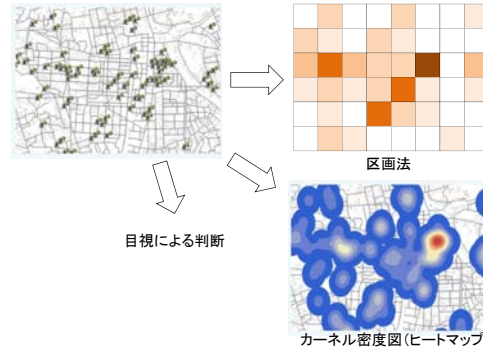 区画法
目視による判断
カーネル密度図(ヒートマップ